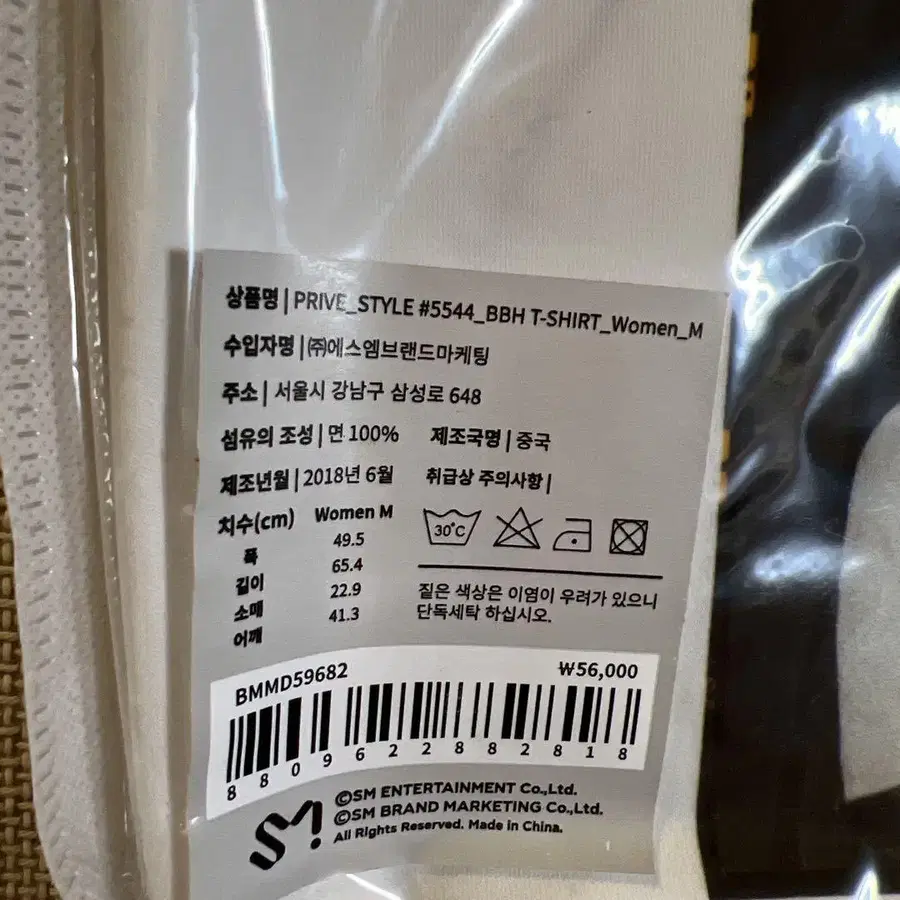 상품명 | PRIVE_STYLE #5544_BBH T-SHIRT_Women_M
수입자명 | ㈜에스엠브랜드마케팅
주소 | 서울시 강남구 삼성로 648
섬유의 조성 | 면 100% 제조국명 | 중국
제조년월 | 2018년 6월 취급상 주의사항 |
치수(cm) Women M
폭 49.5
길이 65.4
소매 22.9
어깨 41.3
30°C
짙은 색상은 이염이 우려가 있으니
단독세탁 하십시오.
BMMD59682 ₩56,000
8809622882818
SM!
©SM ENTERTAINMENT Co.,Ltd.
©SM BRAND MARKETING Co.,Ltd.
All Rights Reserved. Made in China.